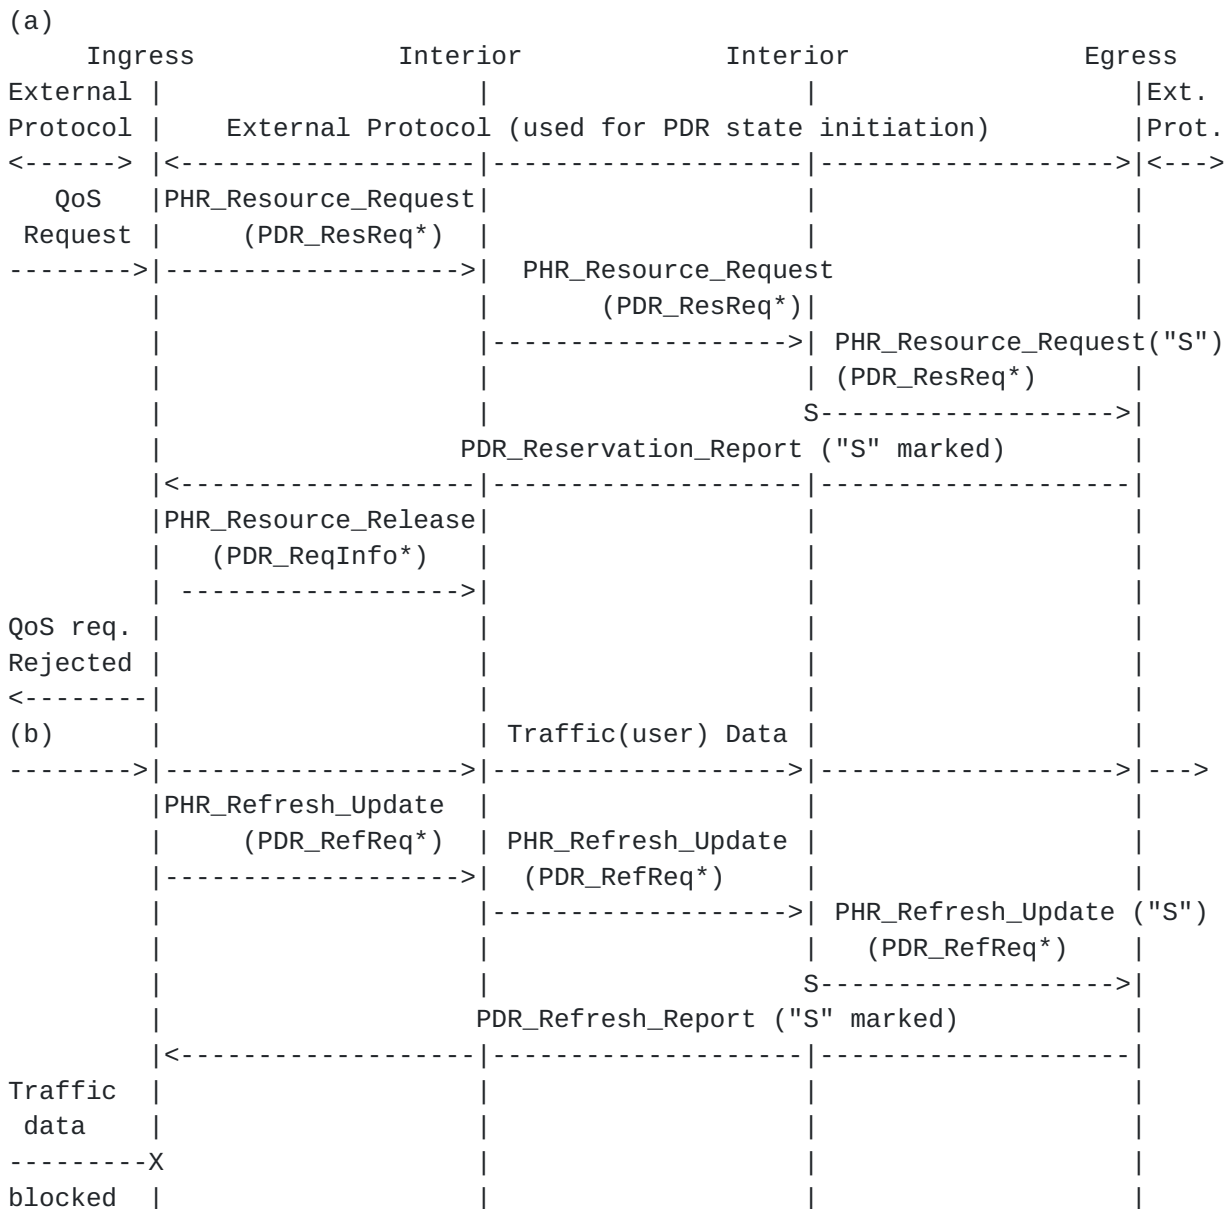 (a)
     Ingress             Interior             Interior               Egress
External |                    |                    |                    |Ext.
Protocol |    External Protocol (used for PDR state initiation)         |Prot.
<------> |<-------------------|--------------------|------------------->|<--->
   QoS   |PHR_Resource_Request|                    |                    |
 Request |     (PDR_ResReq*)  |                    |                    |
-------->|------------------->|  PHR_Resource_Request                   |
         |                    |       (PDR_ResReq*)|                    |
         |                    |------------------->| PHR_Resource_Request("S")
         |                    |                    | (PDR_ResReq*)      |
         |                    |                    S------------------->|
         |                   PDR_Reservation_Report ("S" marked)        |
         |<-------------------|--------------------|--------------------|
         |PHR_Resource_Release|                    |                    |
         |   (PDR_ReqInfo*)   |                    |                    |
         | ------------------>|                    |                    |
QoS req. |                    |                    |                    |
Rejected |                    |                    |                    |
<--------|                    |                    |                    |
(b)      |                    | Traffic(user) Data |                    |
-------->|------------------->|------------------->|------------------->|--->
         |PHR_Refresh_Update  |                    |                    |
         |     (PDR_RefReq*)  | PHR_Refresh_Update |                    |
         |------------------->|  (PDR_RefReq*)     |                    |
         |                    |------------------->| PHR_Refresh_Update ("S")
         |                    |                    |   (PDR_RefReq*)    |
         |                    |                    S------------------->|
         |                    PDR_Refresh_Report ("S" marked)           |
         |<-------------------|--------------------|--------------------|
Traffic  |                    |                    |                    |
 data    |                    |                    |                    |
---------X                    |                    |                    |
blocked  |                    |                    |                    |